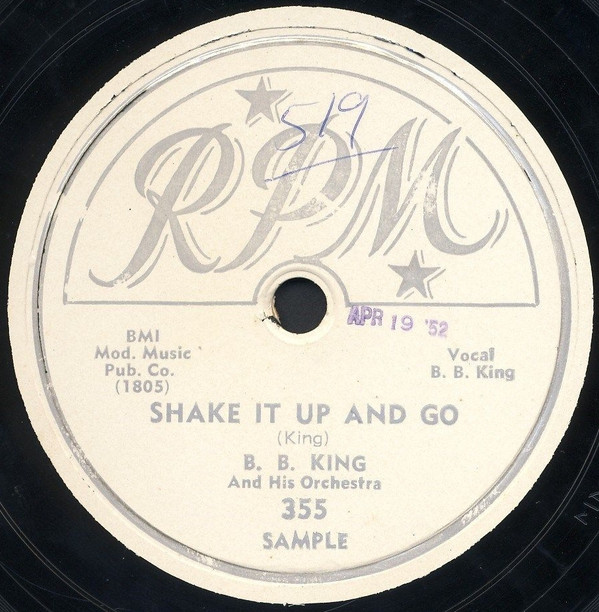 RPM
519
APR 19 '52
BMI
Mod. Music
Pub. Co.
(1805)
Vocal
B. B. King
SHAKE IT UP AND GO
(King)
B. B. KING
And His Orchestra
355
SAMPLE